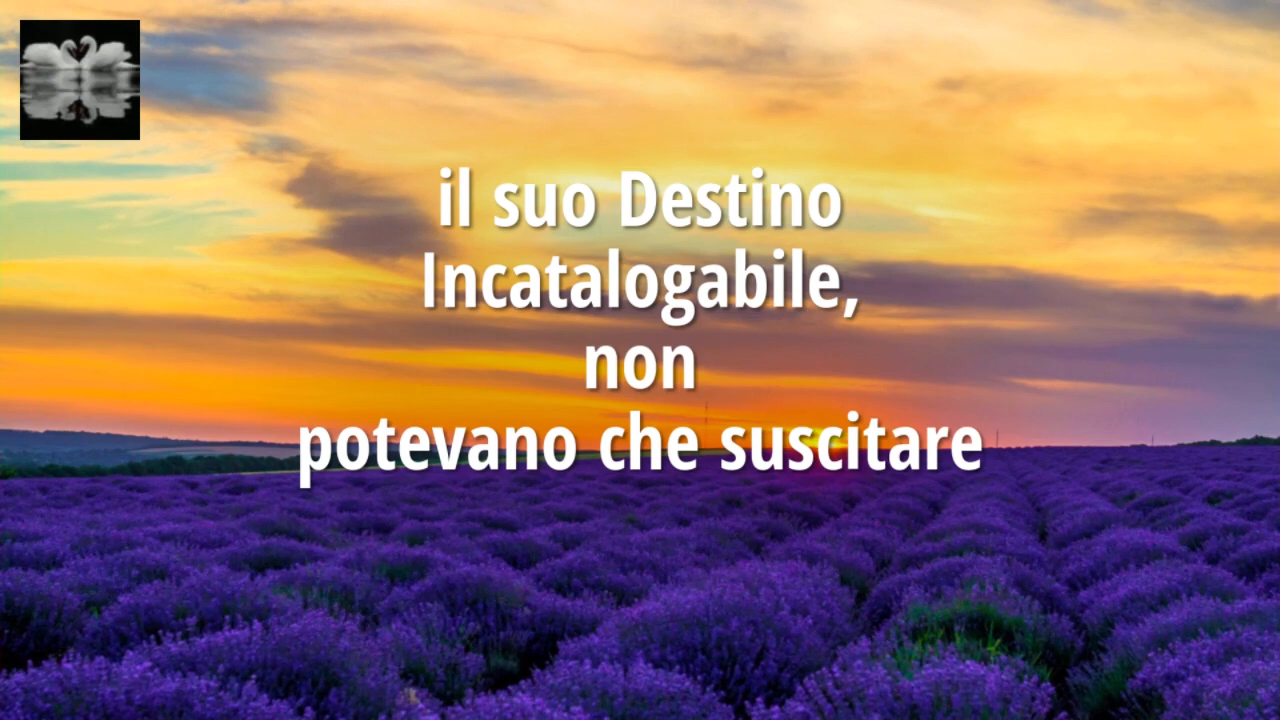 il suo Destino
Incatalogabile,
non
potevano che suscitare